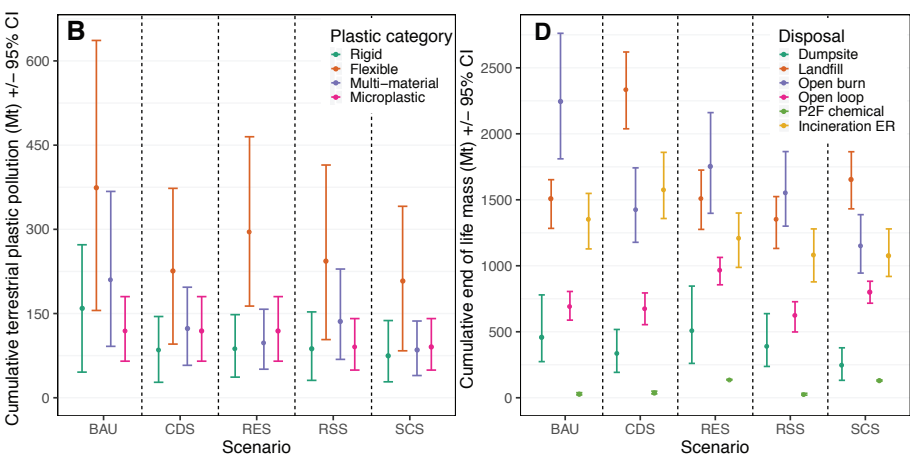 B
Plastic category
Rigid
Flexible
Multi−material
Microplastic
Cumulative terrestrial plastic pollution (Mt) +/− 95% CI
600
450
300
150
0
BAU
CDS
RES
RSS
SCS
Scenario
D
Disposal
Dumpsite
Landfill
Open burn
Open loop
P2F chemical
Incineration ER
Cumulative end of life mass (Mt) +/− 95% CI
2500
2000
1500
1000
500
0
BAU
CDS
RES
RSS
SCS
Scenario